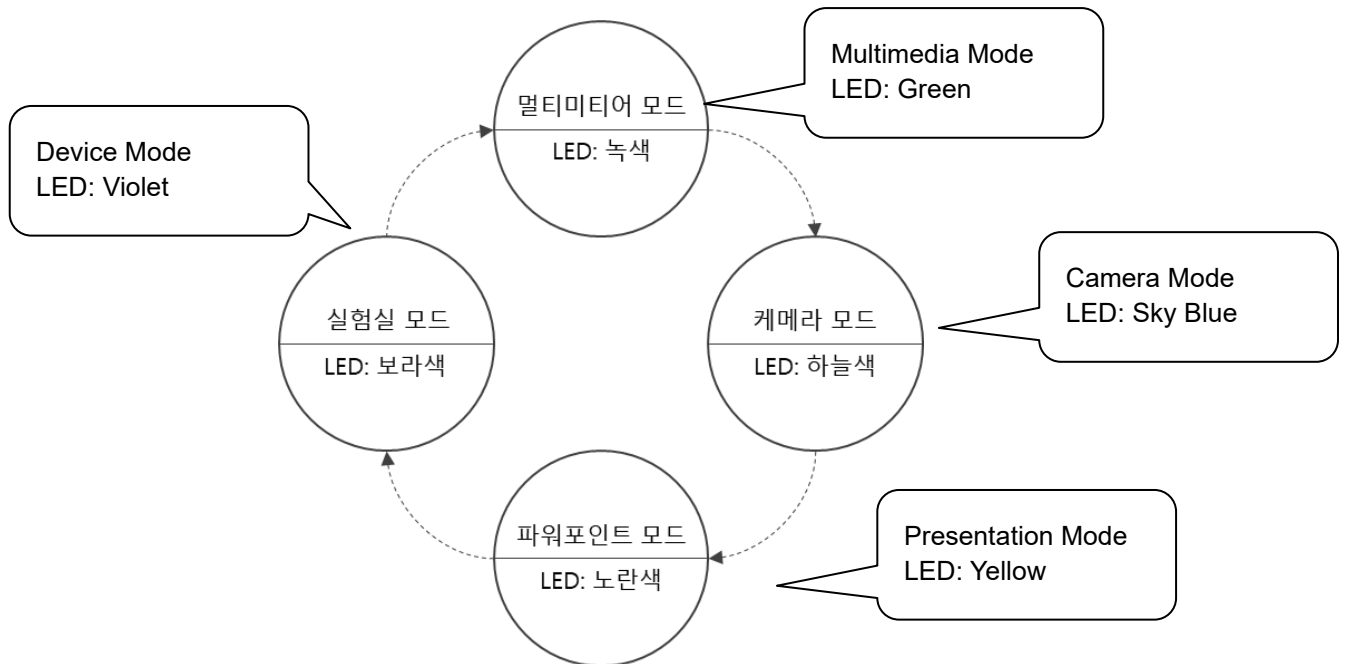 Multimedia Mode
LED: Green
멀티미티어 모드
LED: 녹색
Device Mode
LED: Violet
Camera Mode
LED: Sky Blue
실험실 모드
LED: 보라색
케메라 모드
LED: 하늘색
파워포인트 모드
LED: 노란색
Presentation Mode
LED: Yellow